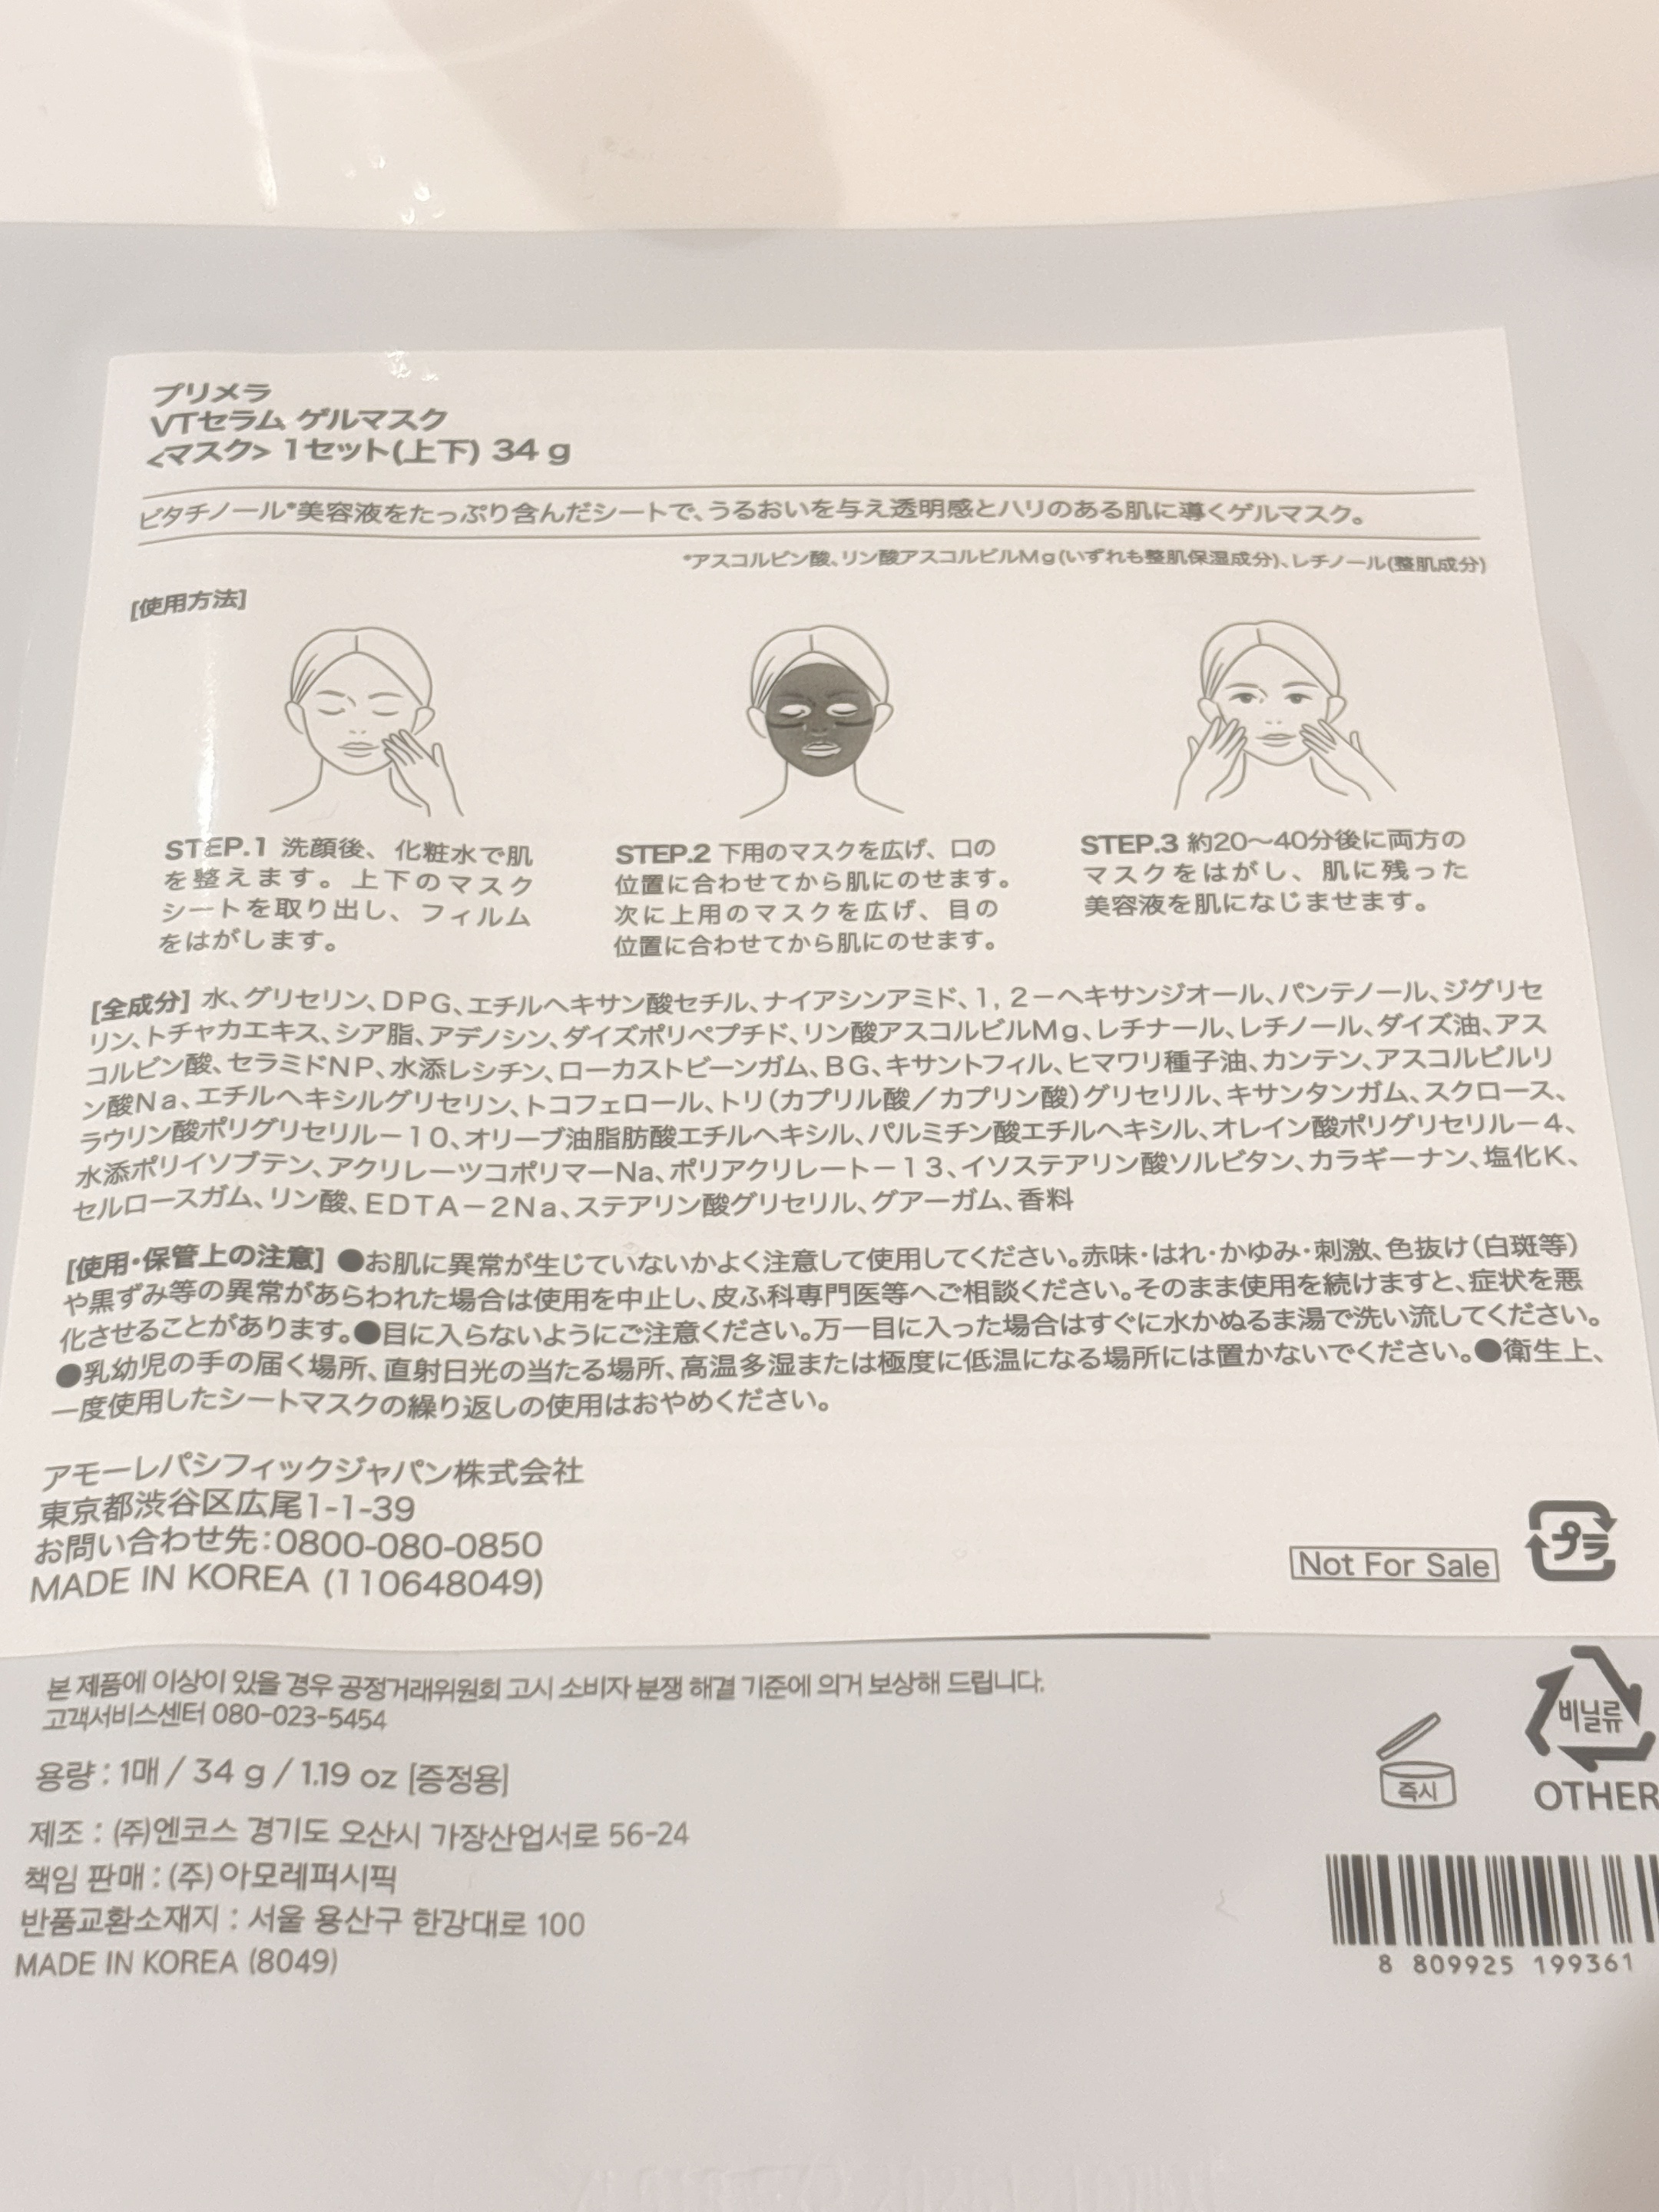 プリメラ
VTセラム ゲルマスク
<マスク> 1セット(上下) 34 g
ビタチノール*美容液をたっぷり含んだシートで、うるおいを与え透明感とハリのある肌に導くゲルマスク。
*アスコルビン酸、リン酸アスコルビルMg(いずれも整肌保湿成分)、レチノール(整肌成分)
[使用方法]
STEP.1 洗顔後、化粧水で肌
を整えます。上下のマスク
シートを取り出し、フィルム
をはがします。
STEP.2 下用のマスクを広げ、口の
位置に合わせてから肌にのせます。
次に上用のマスクを広げ、目の
位置に合わせてから肌にのせます。
STEP.3 約20〜40分後に両方の
マスクをはがし、肌に残った
美容液を肌になじませます。
[全成分] 水、グリセリン、DPG、エチルヘキサン酸セチル、ナイアシンアミド、1, 2－ヘキサンジオール、パンテノール、ジグリセ
リン、トチャカエキス、シア脂、アデノシン、ダイズポリペプチド、リン酸アスコルビルMg、レチナール、レチノール、ダイズ油、アス
コルビン酸、セラミドNP、水添レシチン、ローカストビーンガム、BG、キサントフィル、ヒマワリ種子油、カンテン、アスコルビルリ
ン酸Na、エチルヘキシルグリセリン、トコフェロール、トリ(カプリル酸／カプリン酸)グリセリル、キサンタンガム、スクロース、
ラウリン酸ポリグリセリル－10、オリーブ油脂肪酸エチルヘキシル、パルミチン酸エチルヘキシル、オレイン酸ポリグリセリル－4、
水添ポリイソブテン、アクリレーツコポリマーNa、ポリアクリレート－13、イソステアリン酸ソルビタン、カラギーナン、塩化K、
セルロースガム、リン酸、EDTA－2Na、ステアリン酸グリセリル、グアーガム、香料
[使用・保管上の注意] ●お肌に異常が生じていないかよく注意して使用してください。赤味・はれ・かゆみ・刺激、色抜け(白斑等)
や黒ずみ等の異常があらわれた場合は使用を中止し、皮ふ科専門医等へご相談ください。そのまま使用を続けますと、症状を悪
化させることがあります。●目に入らないようにご注意ください。万一目に入った場合はすぐに水かぬるま湯で洗い流してください。
●乳幼児の手の届く場所、直射日光の当たる場所、高温多湿または極度に低温になる場所には置かないでください。●衛生上、
一度使用したシートマスクの繰り返しの使用はおやめください。
アモーレパシフィックジャパン株式会社
東京都渋谷区広尾1-1-39
お問い合わせ先：0800-080-0850
MADE IN KOREA (110648049)
Not For Sale
プラ
본 제품에 이상이 있을 경우 공정거래위원회 고시 소비자 분쟁 해결 기준에 의거 보상해 드립니다.
고객서비스센터 080-023-5454
용량 : 1매 / 34 g / 1.19 oz [증정용]
제조 : (주)엔코스 경기도 오산시 가장산업서로 56-24
책임 판매 : (주)아모레퍼시픽
반품교환소재지 : 서울 용산구 한강대로 100
MADE IN KOREA (8049)
즉시
비닐류
OTHER
8 809925 199361